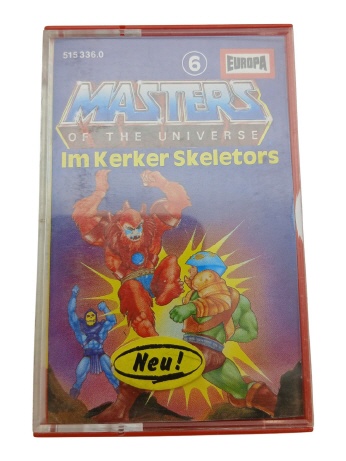 515 336.0
6
EUROPA
MASTERS
OF THE UNIVERSE
Im Kerker Skeletors
Neu!